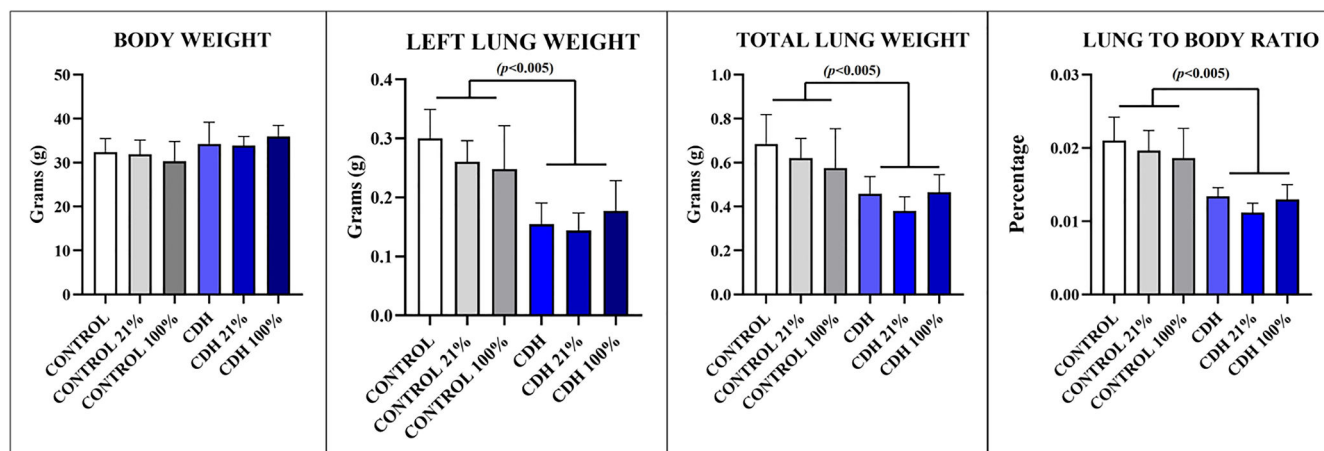 BODY WEIGHT
Grams (g)
50
40
30
20
10
0
CONTROL
CONTROL 21%
CONTROL 100%
CDH
CDH 21%
CDH 100%
LEFT LUNG WEIGHT
(p<0.005)
Grams (g)
0.4
0.3
0.2
0.1
0.0
CONTROL
CONTROL 21%
CONTROL 100%
CDH
CDH 21%
CDH 100%
TOTAL LUNG WEIGHT
(p<0.005)
Grams (g)
1.0
0.8
0.6
0.4
0.2
0.0
CONTROL
CONTROL 21%
CONTROL 100%
CDH
CDH 21%
CDH 100%
LUNG TO BODY RATIO
(p<0.005)
Percentage
0.03
0.02
0.01
0.00
CONTROL
CONTROL 21%
CONTROL 100%
CDH
CDH 21%
CDH 100%